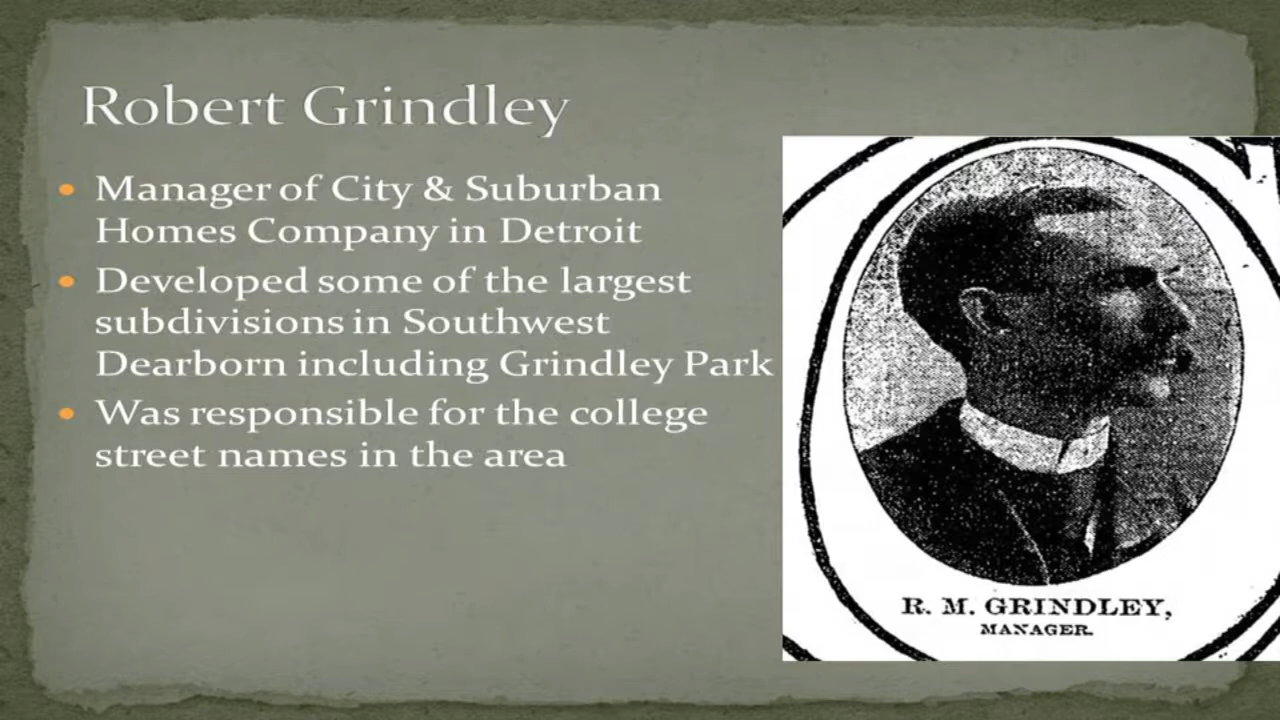 Robert Grindley
• Manager of City & Suburban
Homes Company in Detroit
• Developed some of the largest
subdivisions in Southwest
Dearborn including Grindley Park
• Was responsible for the college
street names in the area
R. M. GRINDLEY,
MANAGER.